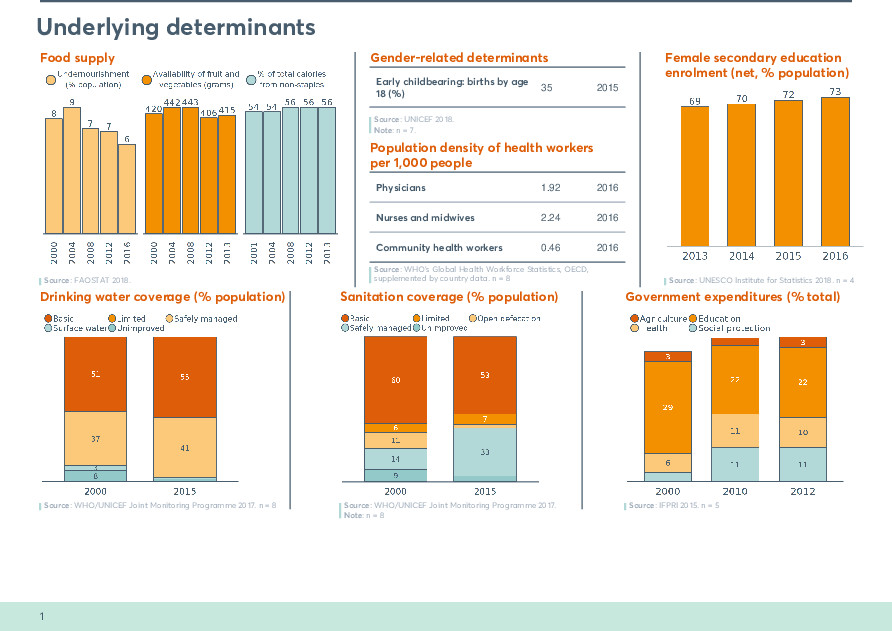 Underlying determinants
Food supply
Undernourishment
(% population)
Availability of fruit and
vegetables (grams)
% of total calories
from non-staples
8 9 7 7 6
420 442 443 406 415
54 54 56 56 56
2000 2004 2008 2012 2016
2000 2004 2008 2012 2013
2001 2004 2008 2012 2013
Source: FAOSTAT 2018.
Gender-related determinants
Early childbearing: births by age
18 (%) 35 2015
Source: UNICEF 2018.
Note: n = 7.
Population density of health workers
per 1,000 people
Physicians 1.92 2016
Nurses and midwives 2.24 2016
Community health workers 0.46 2016
Source: WHO's Global Health Workforce Statistics, OECD,
supplemented by country data. n = 8
Female secondary education
enrolment (net, % population)
69 70 72 73
2013 2014 2015 2016
Source: UNESCO Institute for Statistics 2018. n = 4
Drinking water coverage (% population)
Basic Limited Safely managed
Surface water Unimproved
51 37 6
41
2000 2015
Source: WHO/UNICEF Joint Monitoring Programme 2017. n = 8
Sanitation coverage (% population)
Basic Limited Open defecation
Safely managed Unimproved
60 6 11 14 9
53 7 33
2000 2015
Source: WHO/UNICEF Joint Monitoring Programme 2017.
Note: n = 8
Government expenditures (% total)
Agriculture Education
Health Social protection
3 29 6
22 11 11
3 22 10 11
2000 2010 2012
Source: IFPRI 2015. n = 5
1